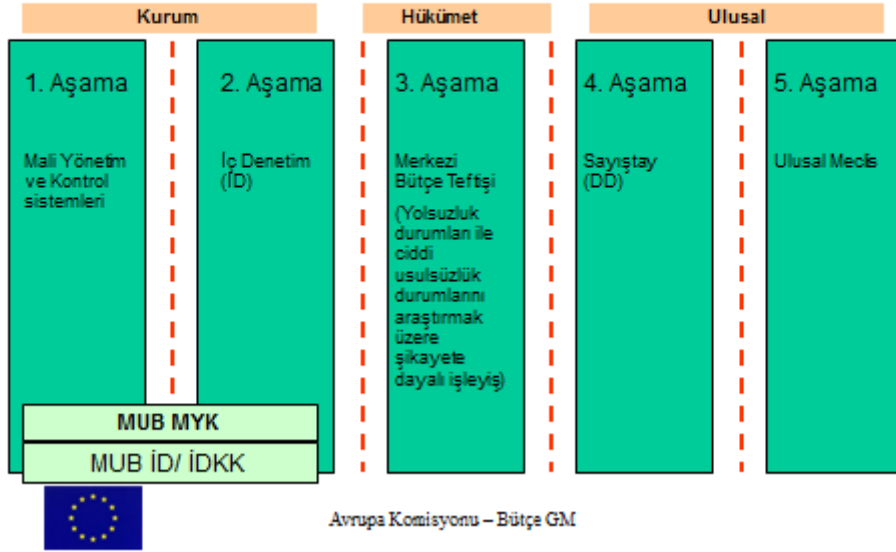 Kurum
Hükümet
Ulusal
1. Aşama
Mali Yönetim
ve Kontrol
sistemleri
2. Aşama
İç Denetim
(İD)
3. Aşama
Merkezi
Bütçe Teftişi
(Yolsuzluk
durumları ile
ciddi
usulsüzlük
durumlarını
araştırmak
üzere
şikayete
dayalı işleyiş)
4. Aşama
Sayıştay
(DD)
5. Aşama
Ulusal Meclis
MUB MYK
MUB İD/ İDKK
Avrupa Komisyonu – Bütçe GM